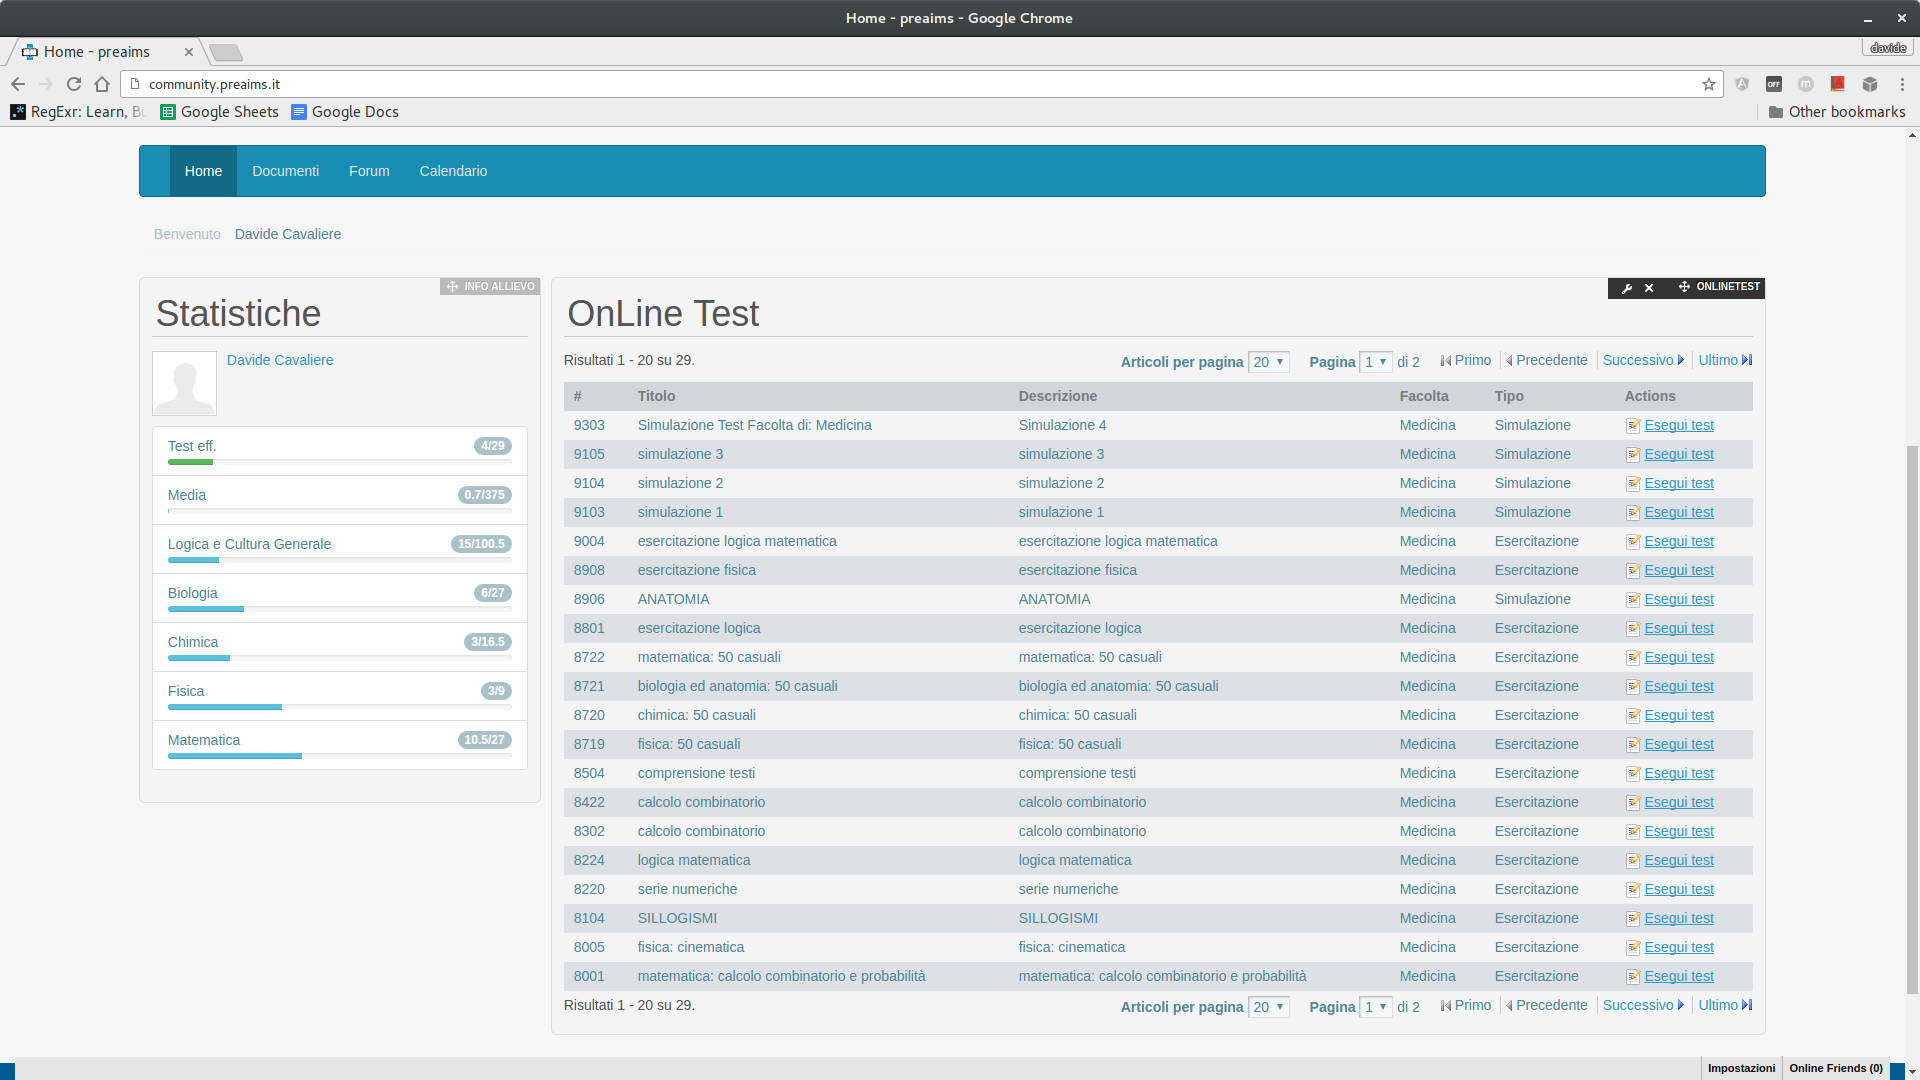 Home - preaims - Google Chrome
Home - preaims
davide
community.preaims.it
OFF
m
RegExr: Learn, Bu
Google Sheets
Google Docs
Other bookmarks
Home
Documenti
Forum
Calendario
Benvenuto Davide Cavaliere
INFO ALLIEVO
Statistiche
Davide Cavaliere
Test eff. 4/29
Media 0.7/375
Logica e Cultura Generale 15/100.5
Biologia 6/27
Chimica 3/16.5
Fisica 3/9
Matematica 10.5/27
ONLINETEST
OnLine Test
Risultati 1 - 20 su 29. Articoli per pagina 20 Pagina 1 di 2 Primo Precedente Successivo Ultimo
# Titolo Descrizione Facolta Tipo Actions
9303 Simulazione Test Facolta di: Medicina Simulazione 4 Medicina Simulazione Esegui test
9105 simulazione 3 simulazione 3 Medicina Simulazione Esegui test
9104 simulazione 2 simulazione 2 Medicina Simulazione Esegui test
9103 simulazione 1 simulazione 1 Medicina Simulazione Esegui test
9004 esercitazione logica matematica esercitazione logica matematica Medicina Esercitazione Esegui test
8908 esercitazione fisica esercitazione fisica Medicina Esercitazione Esegui test
8906 ANATOMIA ANATOMIA Medicina Simulazione Esegui test
8801 esercitazione logica esercitazione logica Medicina Esercitazione Esegui test
8722 matematica: 50 casuali matematica: 50 casuali Medicina Esercitazione Esegui test
8721 biologia ed anatomia: 50 casuali biologia ed anatomia: 50 casuali Medicina Esercitazione Esegui test
8720 chimica: 50 casuali chimica: 50 casuali Medicina Esercitazione Esegui test
8719 fisica: 50 casuali fisica: 50 casuali Medicina Esercitazione Esegui test
8504 comprensione testi comprensione testi Medicina Esercitazione Esegui test
8422 calcolo combinatorio calcolo combinatorio Medicina Esercitazione Esegui test
8302 calcolo combinatorio calcolo combinatorio Medicina Esercitazione Esegui test
8224 logica matematica logica matematica Medicina Esercitazione Esegui test
8220 serie numeriche serie numeriche Medicina Esercitazione Esegui test
8104 SILLOGISMI SILLOGISMI Medicina Esercitazione Esegui test
8005 fisica: cinematica fisica: cinematica Medicina Esercitazione Esegui test
8001 matematica: calcolo combinatorio e probabilità matematica: calcolo combinatorio e probabilità Medicina Esercitazione Esegui test
Risultati 1 - 20 su 29. Articoli per pagina 20 Pagina 1 di 2 Primo Precedente Successivo Ultimo
Impostazioni Online Friends (0)